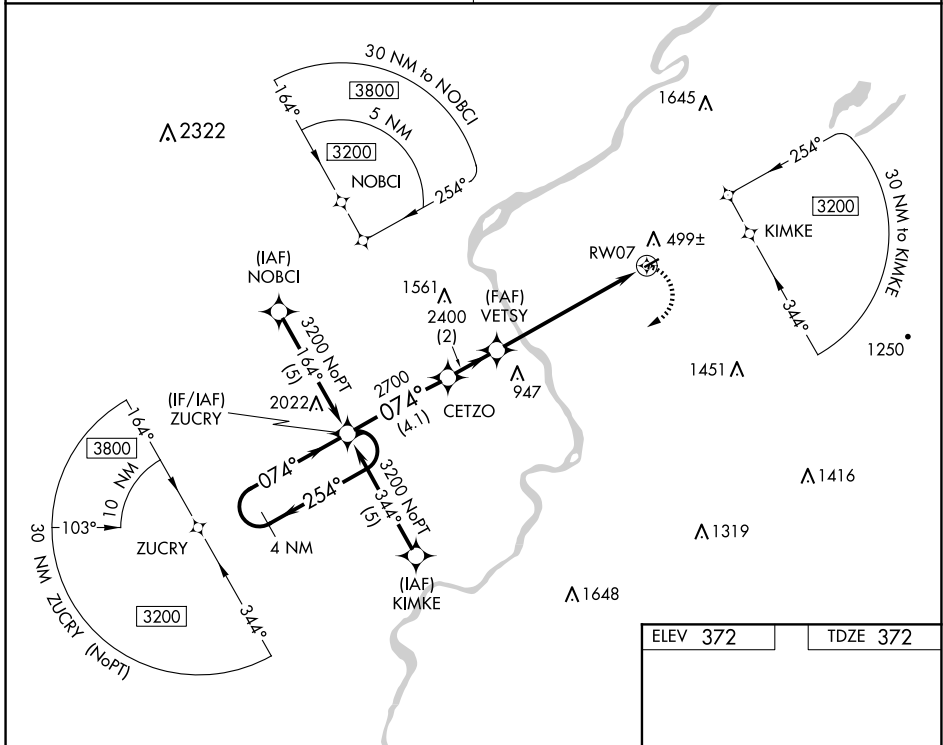 30 NM to NOBCI
3800
164°
5 NM
3200
NOBCI
254°
2322
1645
254°
3200
30 NM to KIMKE
KIMKE
344°
1250
RW07
499±
(IAF)
NOBCI
3200 NoPT
164°
(5)
1561
2400
(2)
(FAF)
VETSY
947
1451
2700
074°
(4.1)
CETZO
2022
(IF/IAF)
ZUCRY
074°
254°
4 NM
3200 NoPT
344°
(5)
(IAF)
KIMKE
164°
3800
10 NM
103°
ZUCRY
3200
344°
30 NM ZUCRY (NoPT)
1416
1319
1648
ELEV 372
TDZE 372